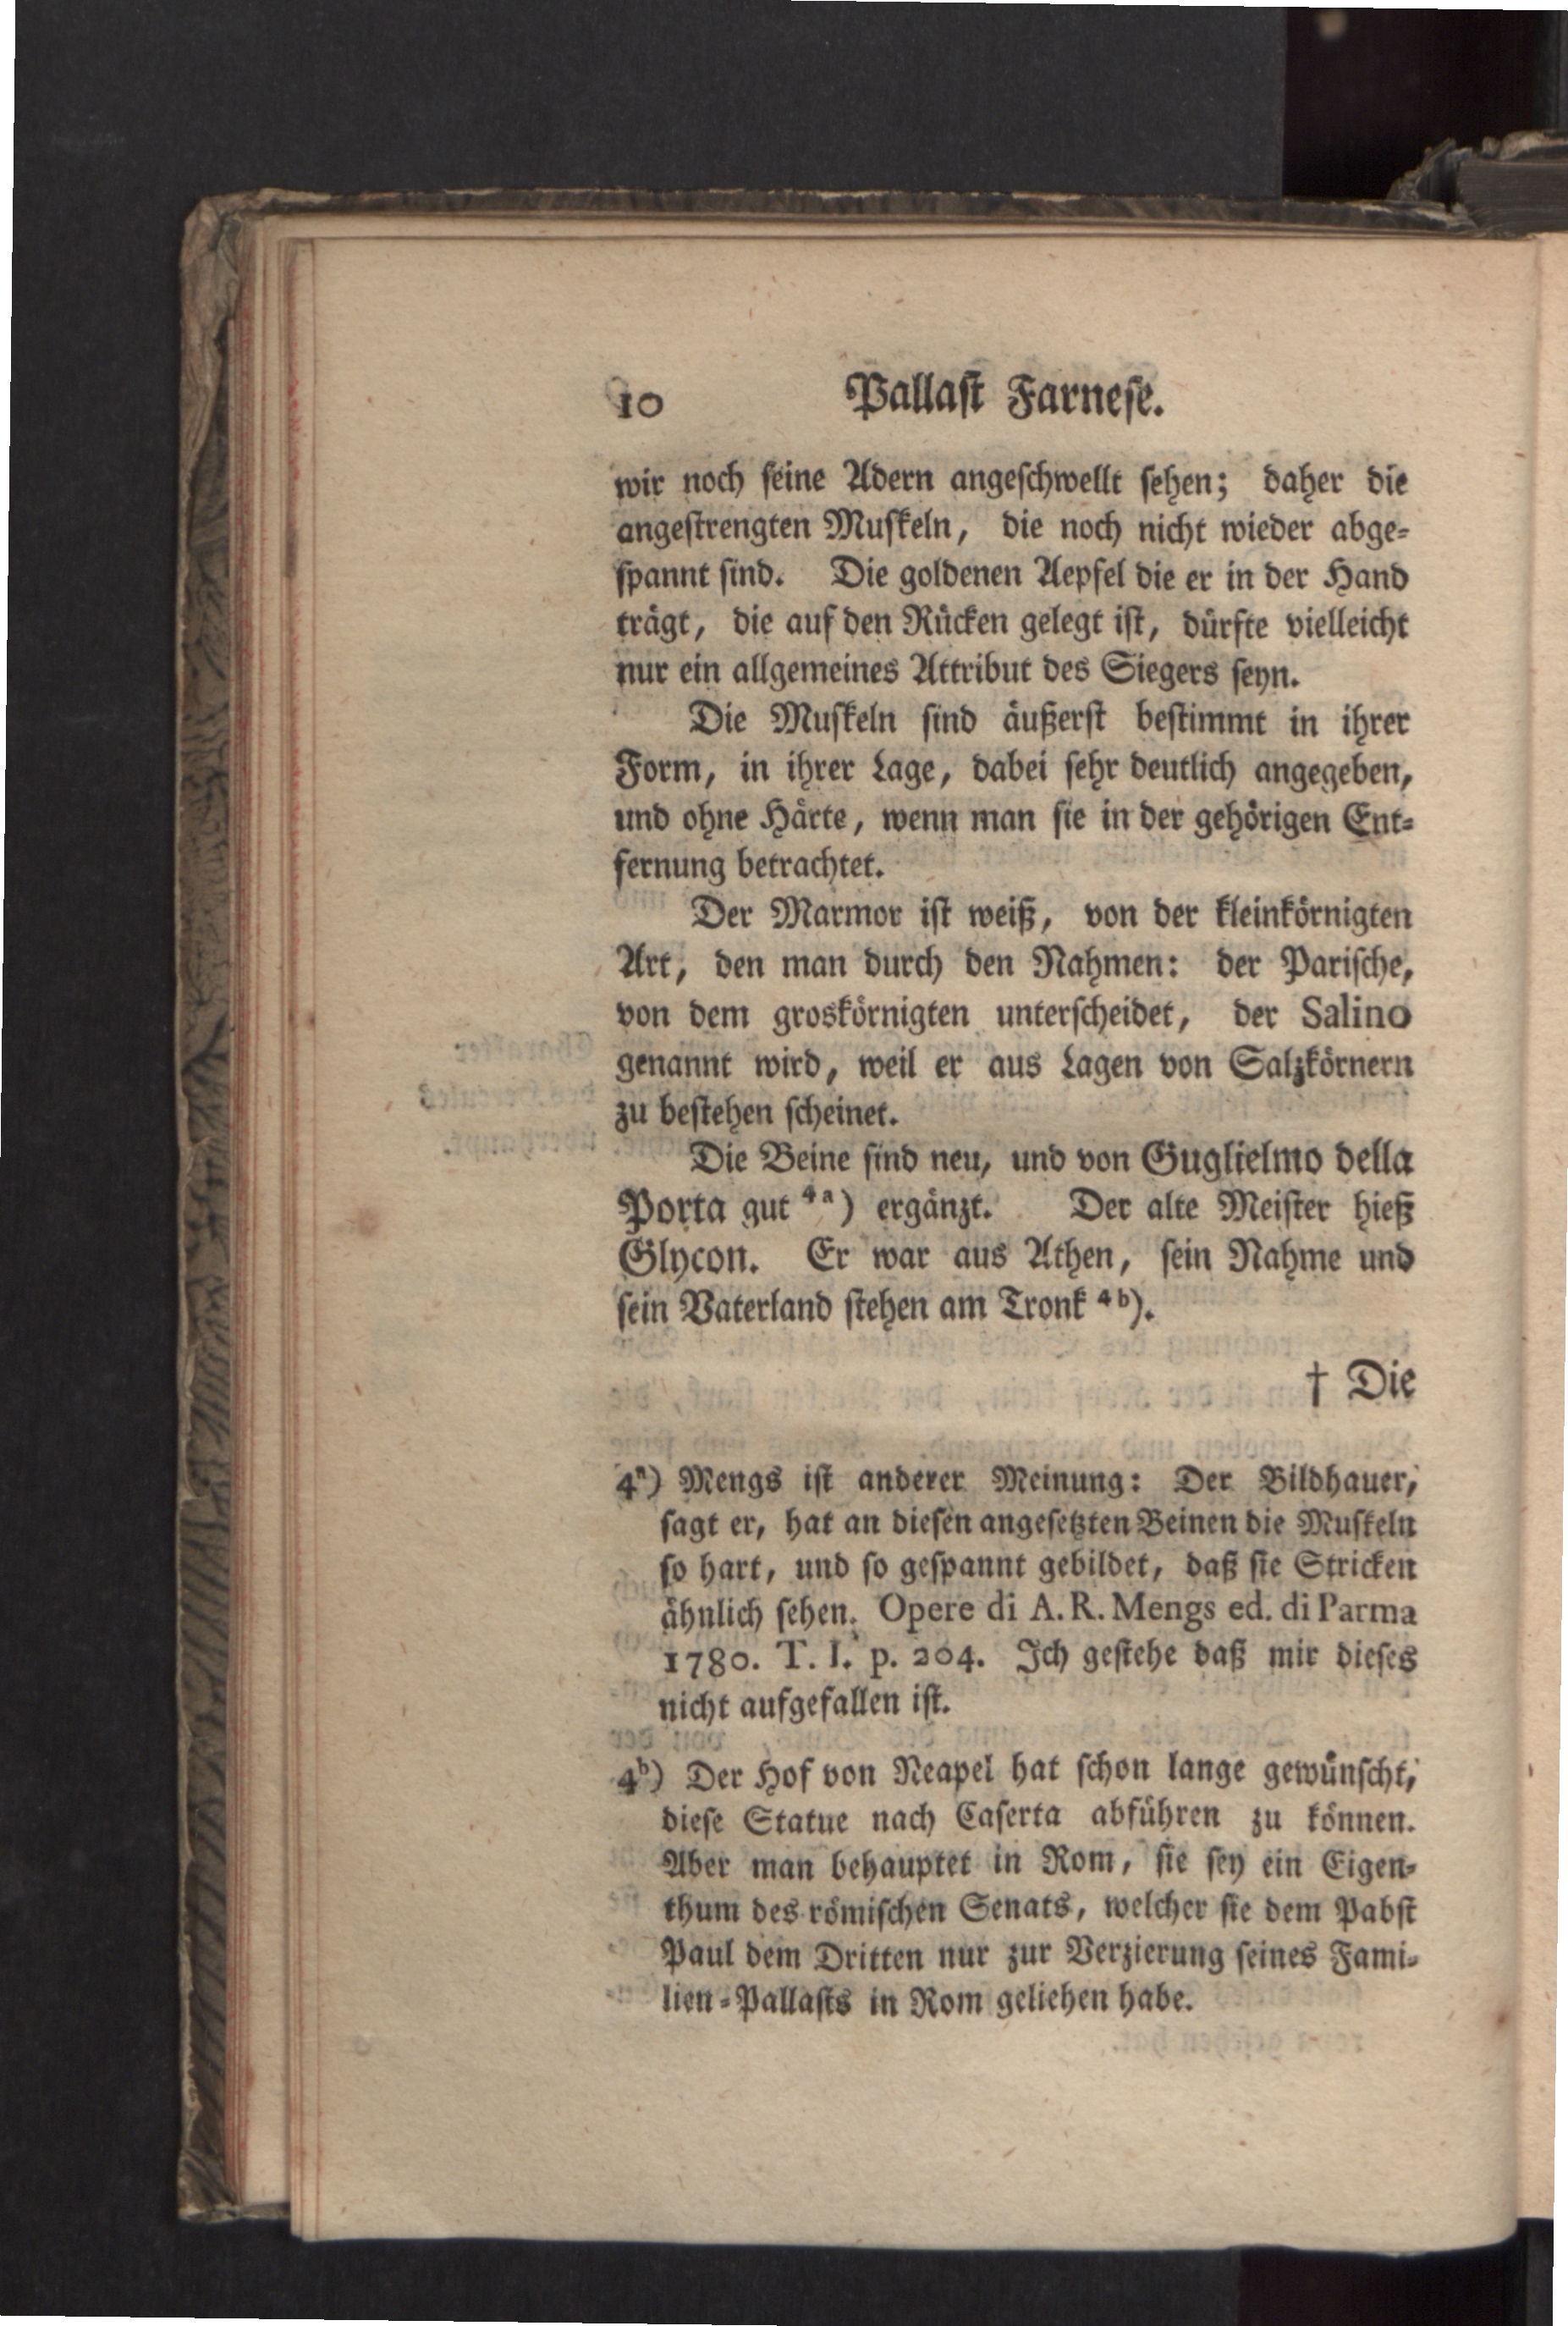 10 Pallast Farnese.
wir noch seine Adern angeschwellt sehen; daher die
angestrengten Muskeln, die noch nicht wieder abge-
spannt sind. Die goldenen Aepfel die er in der Hand
trägt, die auf den Rücken gelegt ist, dürfte vielleicht
nur ein allgemeines Attribut des Siegers seyn.
Die Muskeln sind äußerst bestimmt in ihrer
Form, in ihrer Lage, dabei sehr deutlich angegeben,
und ohne Härte, wenn man sie in der gehörigen Ent-
fernung betrachtet.
Der Marmor ist weiß, von der kleinkörnigten
Art, den man durch den Nahmen: der Parische,
von dem groskörnigten unterscheidet, der Salino
genannt wird, weil er aus Lagen von Salzkörnern
zu bestehen scheinet.
Die Beine sind neu, und von Guglielmo della
Porta gut 4a) ergänzt. Der alte Meister hieß
Glycon. Er war aus Athen, sein Nahme und
sein Vaterland stehen am Tronk 4b).
† Die
4a) Mengs ist anderer Meinung: Der Bildhauer,
sagt er, hat an diesen angesetzten Beinen die Muskeln
so hart, und so gespannt gebildet, daß sie Stricken
ähnlich sehen. Opere di A. R. Mengs ed. di Parma
1780. T. I. p. 204. Ich gestehe daß mir dieses
nicht aufgefallen ist.
4b) Der Hof von Neapel hat schon lange gewünscht,
diese Statue nach Caserta abführen zu können.
Aber man behauptet in Rom, sie sey ein Eigen-
thum des römischen Senats, welcher sie dem Pabst
Paul dem Dritten nur zur Verzierung seines Fami-
lien-Pallasts in Rom geliehen habe.